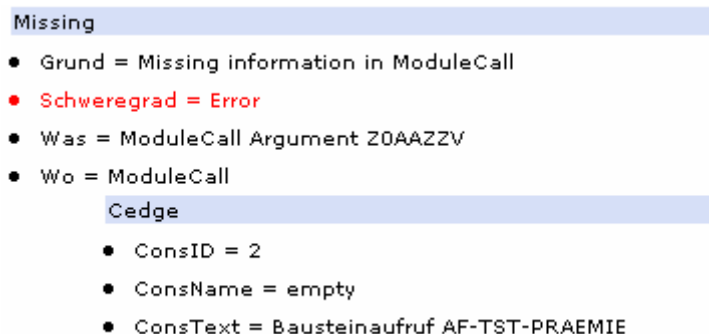 Missing
• Grund = Missing information in ModuleCall
• Schweregrad = Error
• Was = ModuleCall Argument Z0AAZZV
• Wo = ModuleCall
Cedge
• ConsID = 2
• ConsName = empty
• ConsText = Bausteinaufruf AF-TST-PRAEMIE